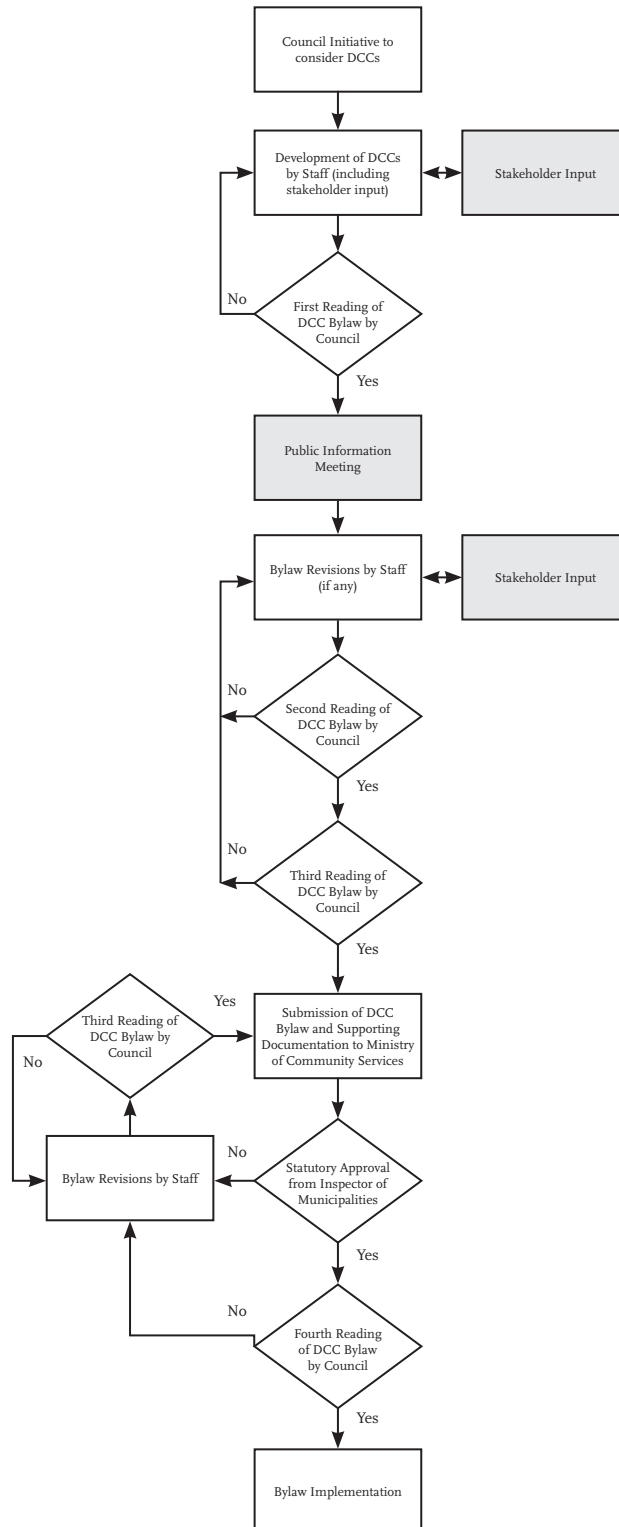 Council Initiative to
consider DCCs
Development of DCCs
by Staff (including
stakeholder input)
Stakeholder Input
No
First Reading of
DCC Bylaw by
Council
Yes
Public Information
Meeting
Bylaw Revisions by Staff
(if any)
Stakeholder Input
No
Second Reading of
DCC Bylaw by
Council
Yes
No
Third Reading of
DCC Bylaw by
Council
Yes
Third Reading of
DCC Bylaw by
Council
Yes
No
Submission of DCC
Bylaw and Supporting
Documentation to Ministry
of Community Services
Bylaw Revisions by Staff
No
Statutory Approval
from Inspector of
Municipalities
Yes
No
Fourth Reading
of DCC Bylaw
by Council
Yes
Bylaw Implementation